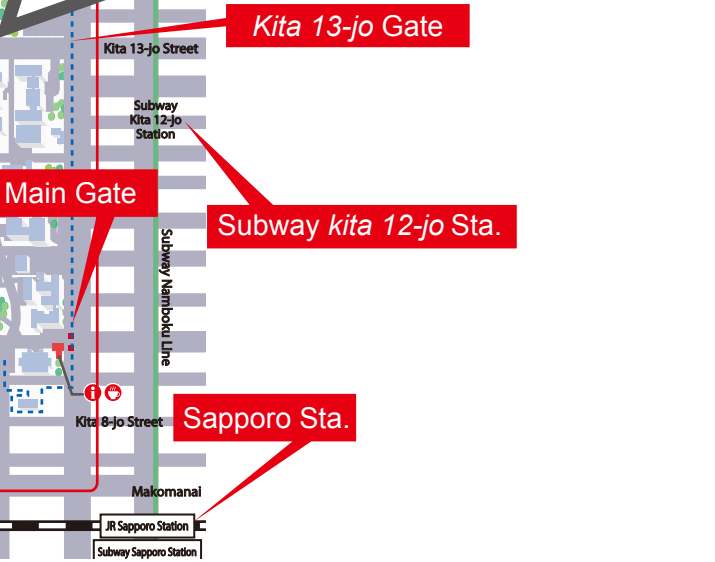 Kita 13-jo Gate
Kita 13-jo Street
Subway
Kita 12-jo
Station
Main Gate
Subway kita 12-jo Sta.
Subway Namboku Line
i
Sapporo Sta.
Kita 8-jo Street
Makomanai
JR Sapporo Station
Subway Sapporo Station